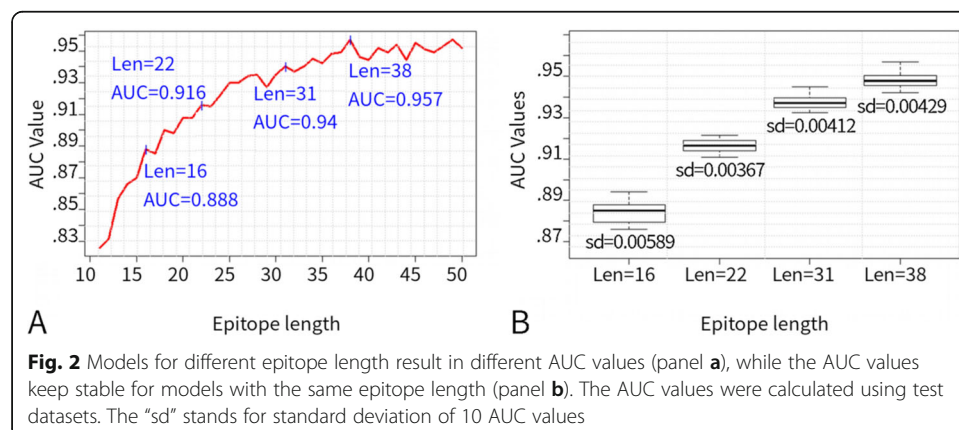 .95
.93
.91
.89
.87
.85
.83
AUC Value
Len=22
AUC=0.916
Len=31
AUC=0.94
Len=38
AUC=0.957
Len=16
AUC=0.888
10 15 20 25 30 35 40 45 50
A Epitope length
.95
.93
.91
.89
.87
AUC Values
sd=0.00589
sd=0.00367
sd=0.00412
sd=0.00429
Len=16 Len=22 Len=31 Len=38
B Epitope length
Fig. 2 Models for different epitope length result in different AUC values (panel a), while the AUC values
keep stable for models with the same epitope length (panel b). The AUC values were calculated using test
datasets. The “sd” stands for standard deviation of 10 AUC values